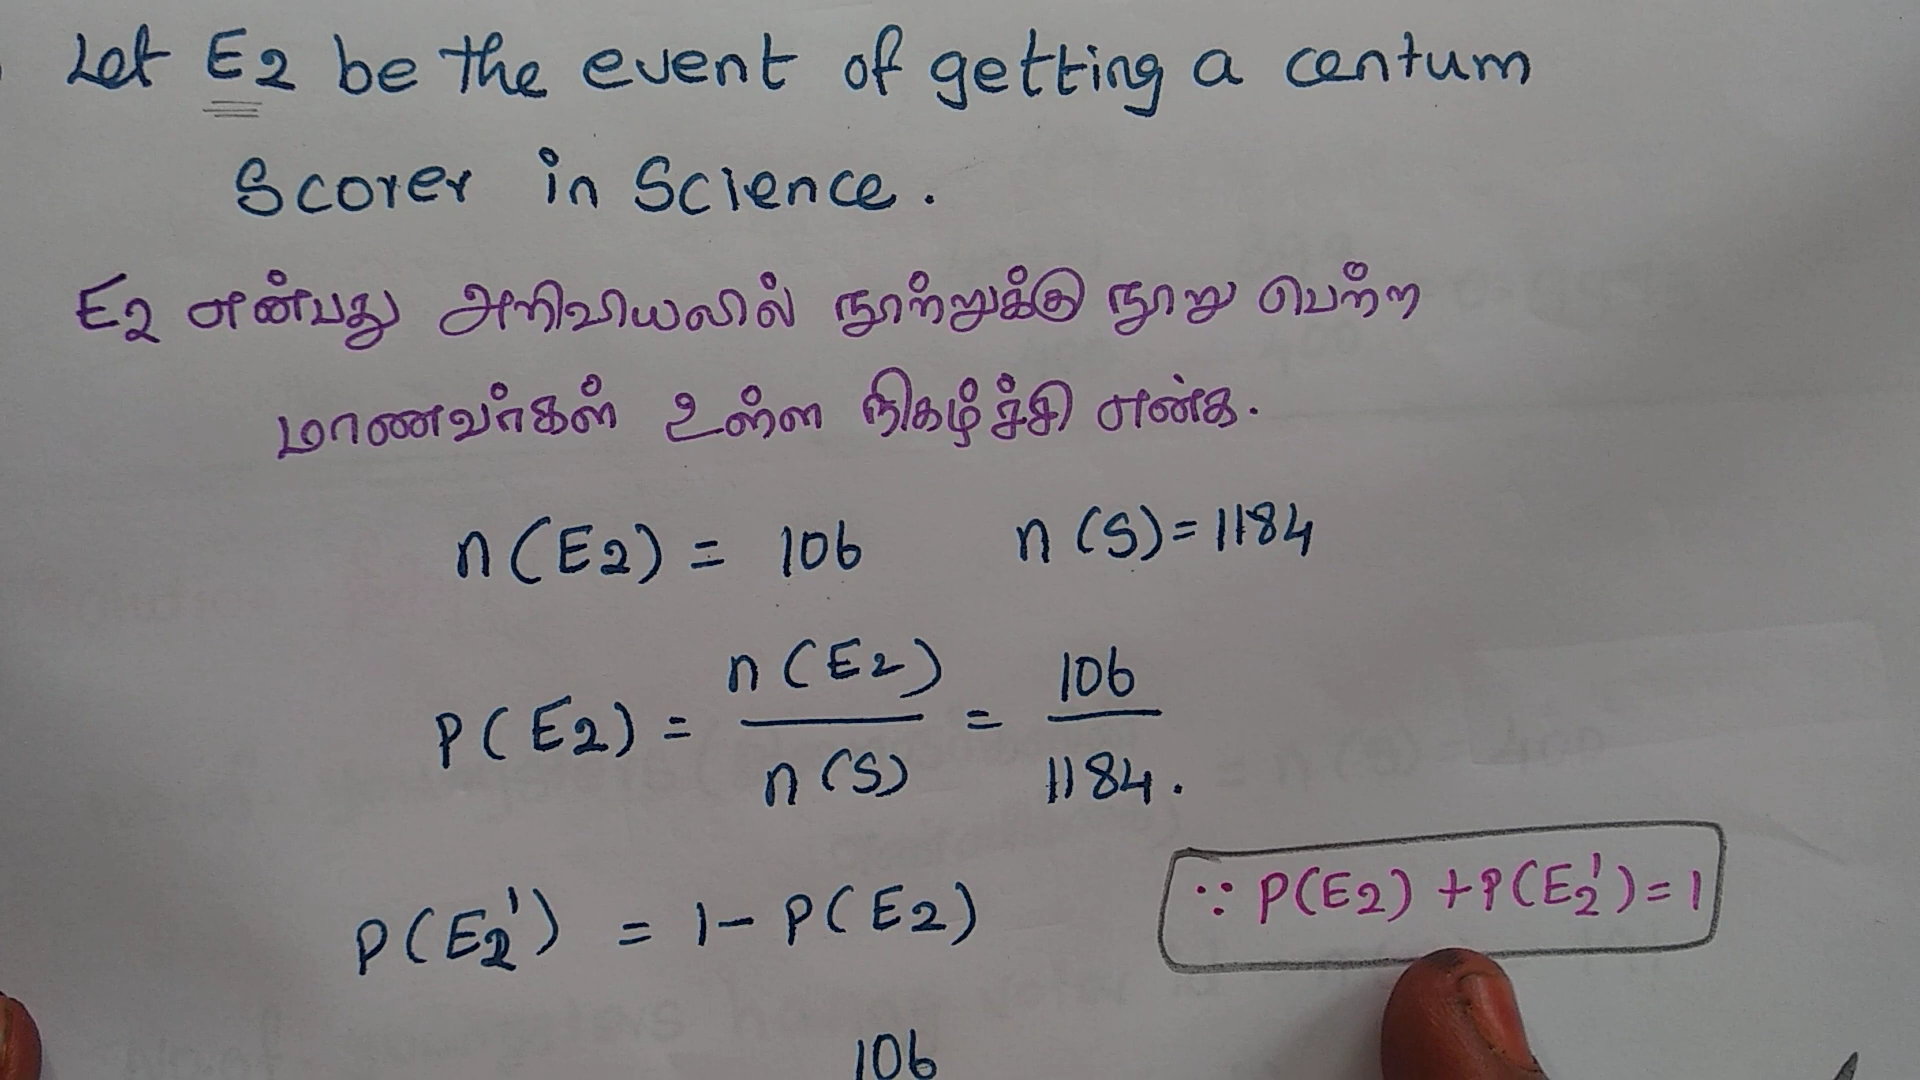 Let E2 be the event of getting a centum
Scorer in Science.
E2 என்பது அறிவியலில் நூற்றுக்கு நூறு பெற்ற
மாணவர்கள் உள்ள நிகழ்ச்சி என்க.
n(E2) = 106 n(S) = 1184
P(E2) = n(E2) / n(S) = 106 / 1184.
P(E2') = 1 - P(E2) ∵ P(E2) + P(E2') = 1
106